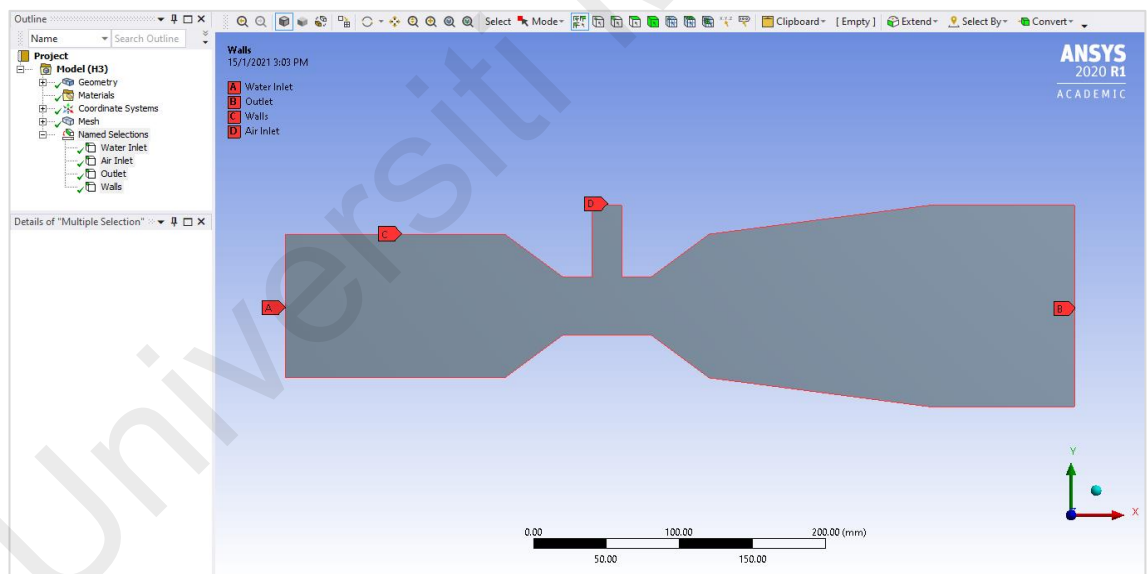 Outline
Name
Search Outline
Project
Model (H3)
Geometry
Materials
Coordinate Systems
Mesh
Named Selections
Water Inlet
Air Inlet
Outlet
Walls
Details of "Multiple Selection"
Select Mode Clipboard [ Empty ] Extend Select By Convert
Walls
15/1/2021 3:03 PM
A Water Inlet
B Outlet
C Walls
D Air Inlet
ANSYS
2020 R1
ACADEMIC
D
C
A
B
Y
X
0.00 100.00 200.00 (mm)
50.00 150.00
Universiti